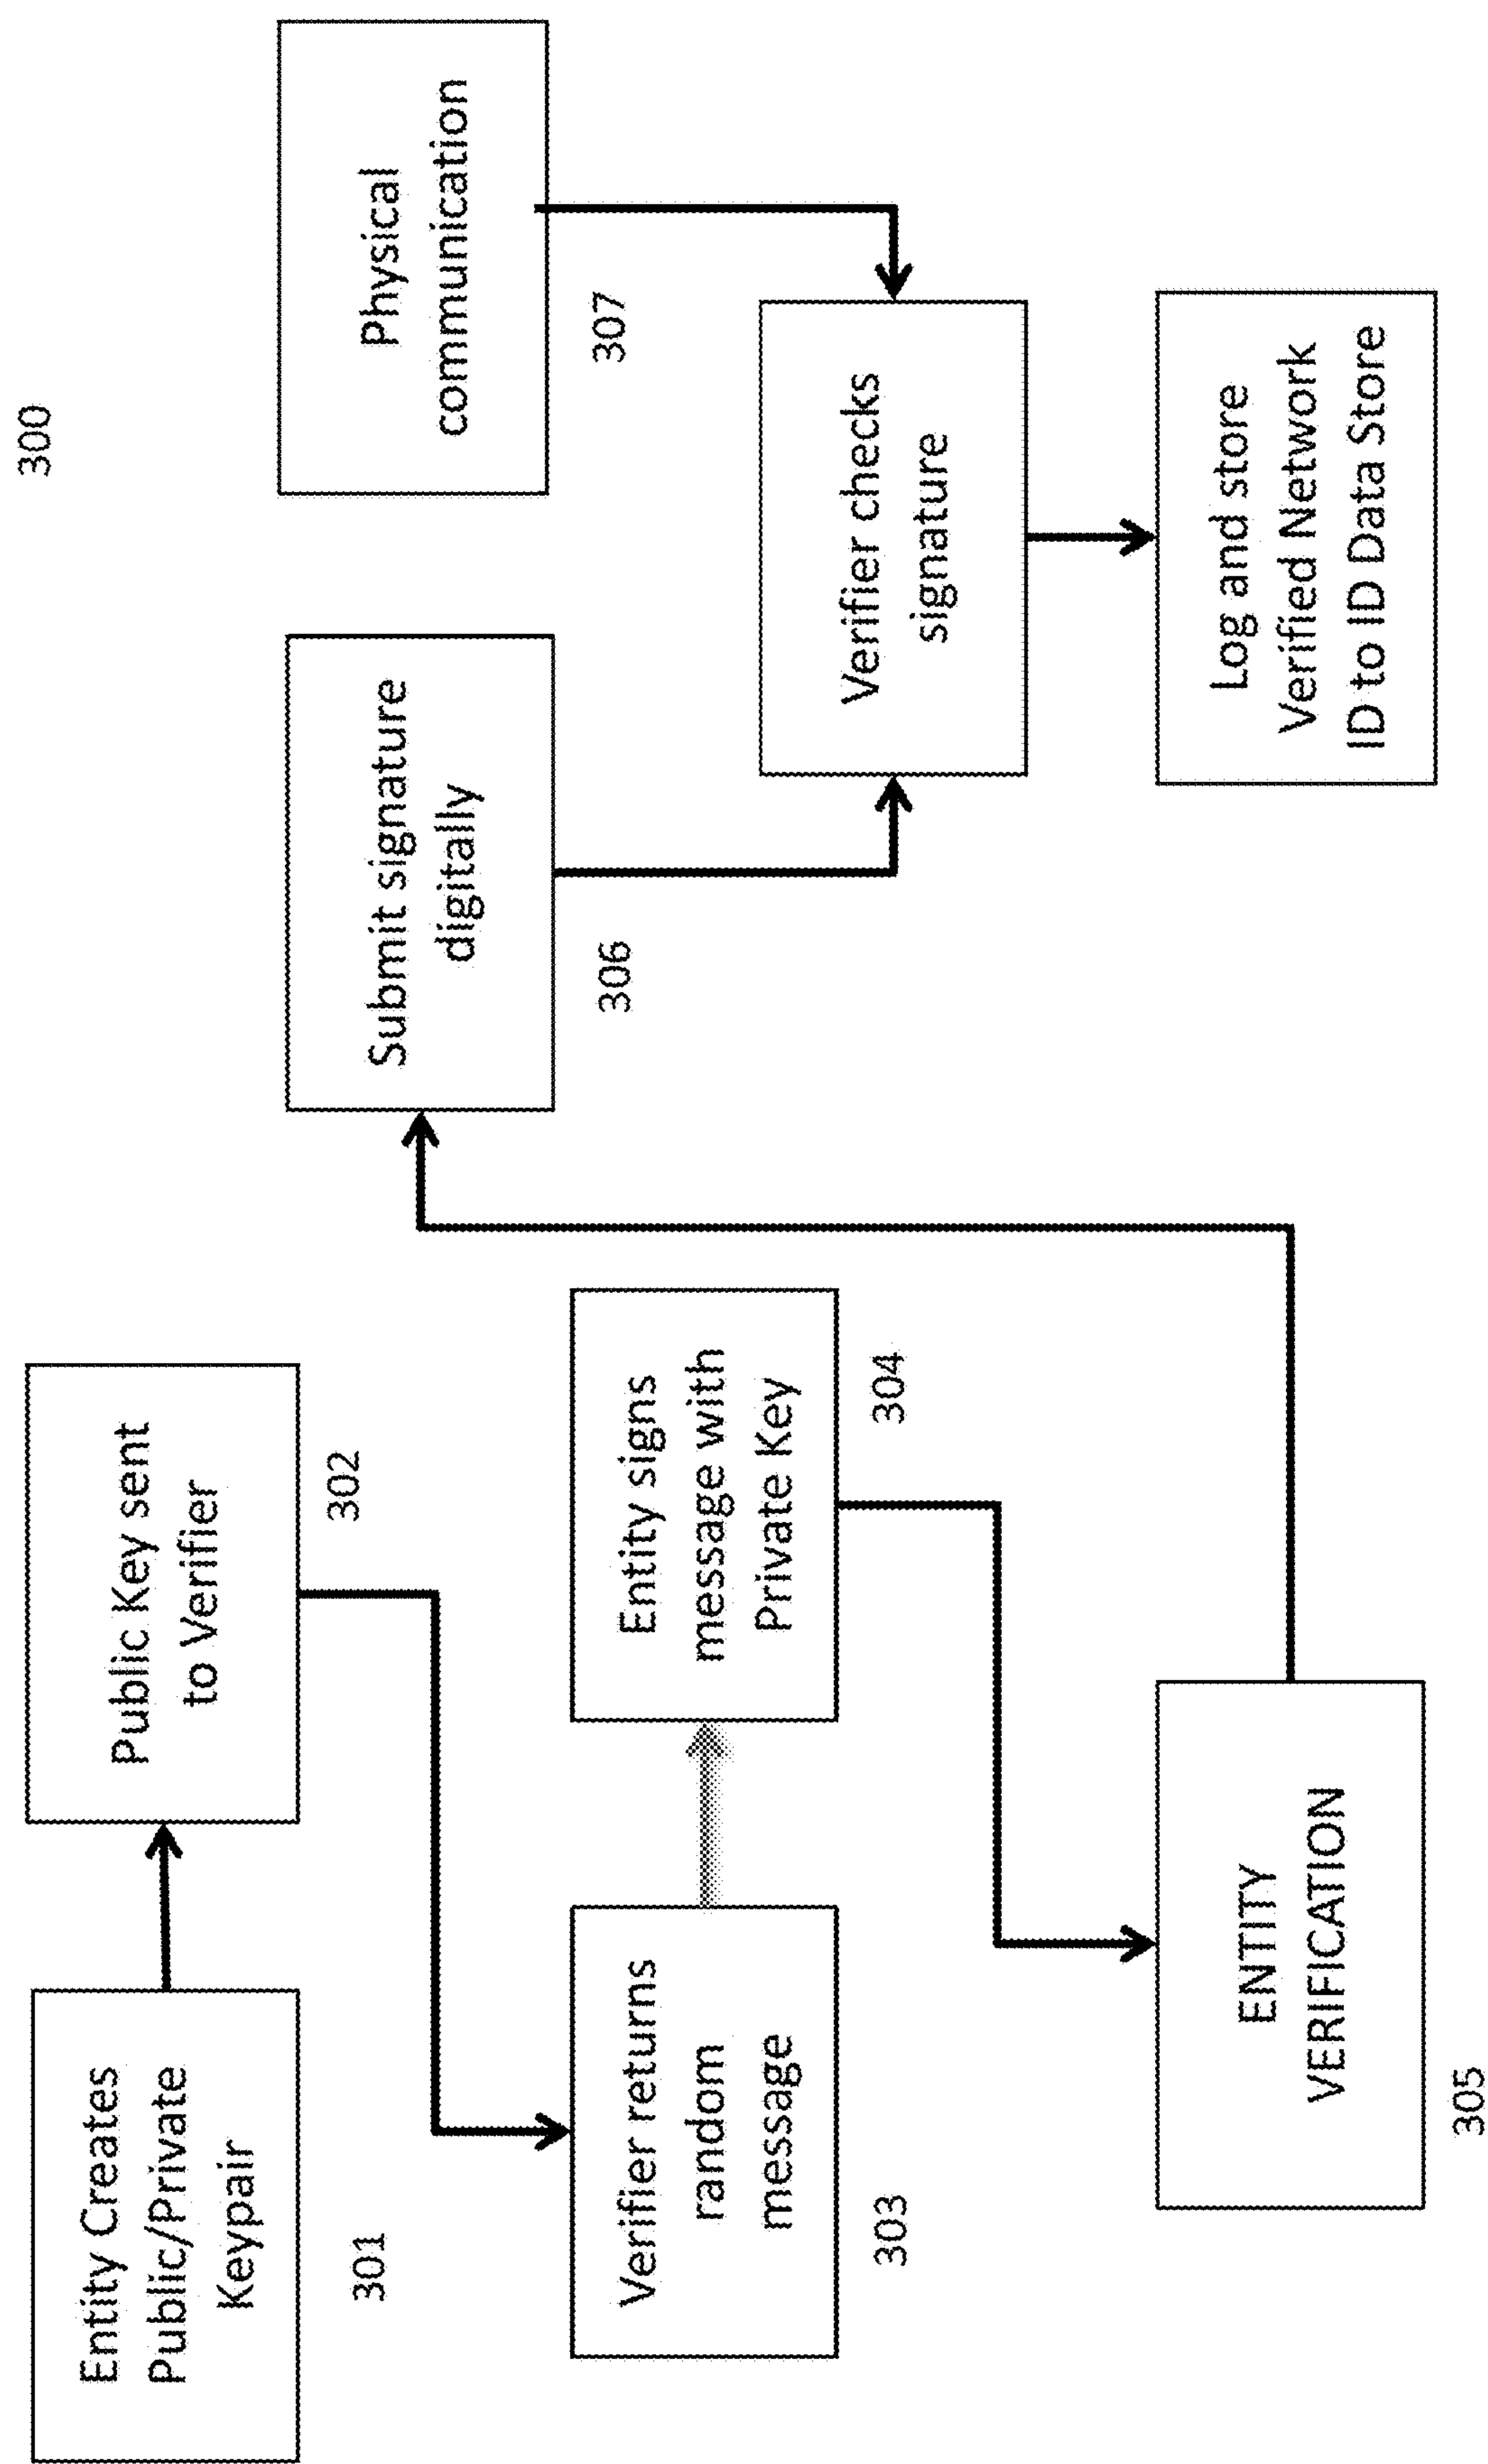 300
Entity Creates
Public/Private
Keypair
301
Public Key sent
to Verifier
302
Verifier returns
random
message
303
Entity signs
message with
Private Key
304
ENTITY
VERIFICATION
305
Submit signature
digitally
306
Physical
communication
307
Verifier checks
signature
Log and store
Verified Network
ID to ID Data Store